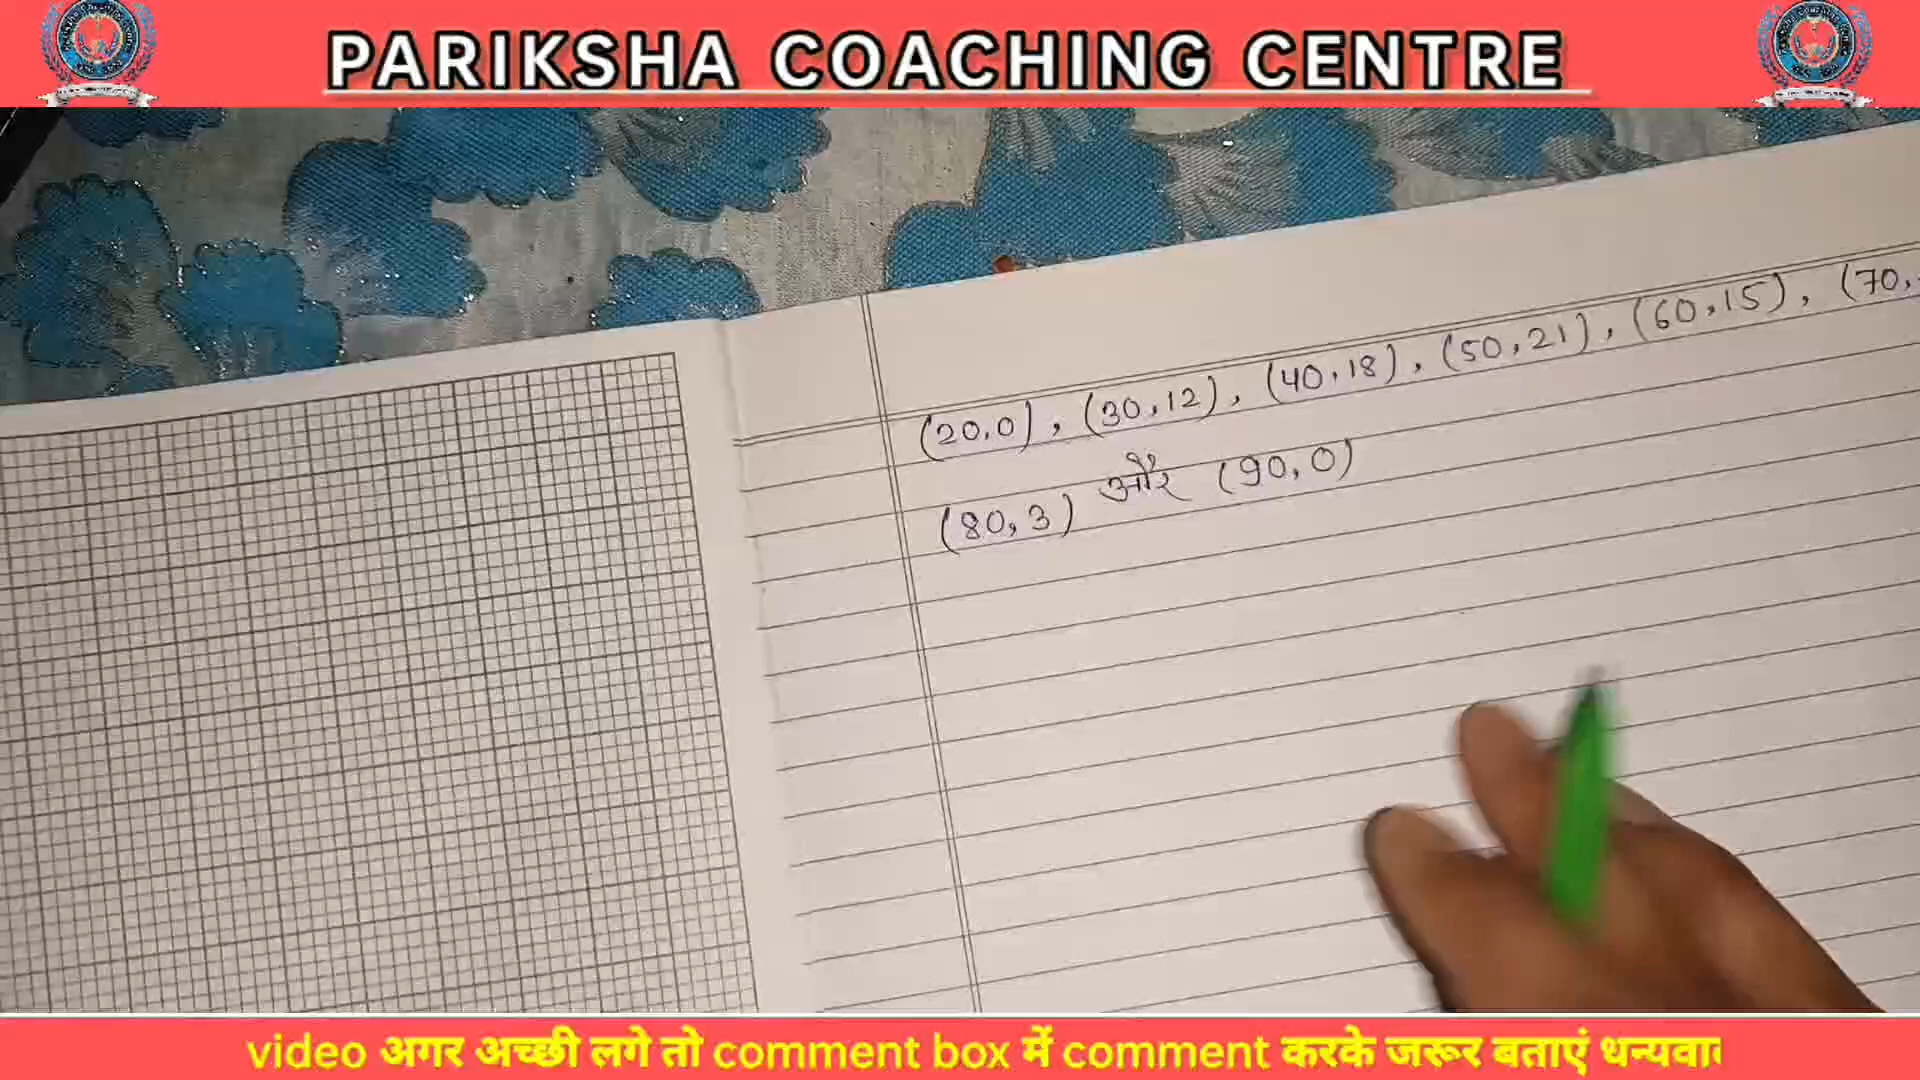 PARIKSHA COACHING CENTRE
(20,0), (30,12), (40,18), (50,21), (60,15), (70,
(80,3) और (90,0)
video अगर अच्छी लगे तो comment box में comment करके जरूर बताएं